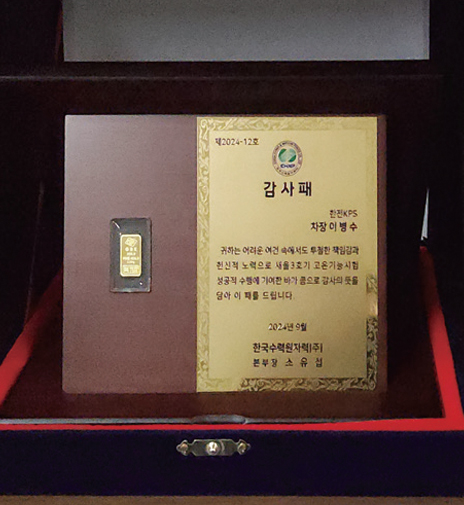 제2024-12호
감사패
한전KPS
차장 이병수
귀하는 어려운 여건 속에서도 투철한 책임감과
헌신적 노력으로 새울3호기 고온기능시험
성공적 수행에 기여한 바가 큼으로 감사의 뜻을
담아 이 패를 드립니다.
2024년 9월
한국수력원자력(주)
본부장 소유섭